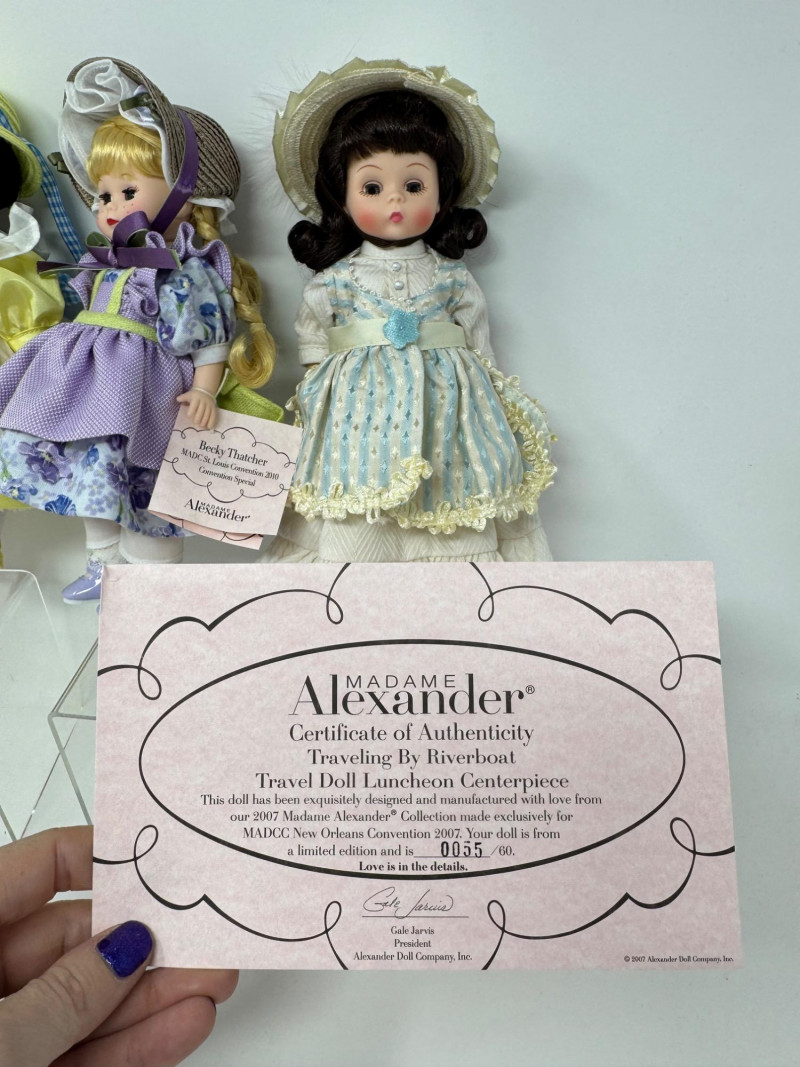 Becky Thatcher
MADC St. Louis Convention 2010
Convention Special
MADAME
Alexander®
MADAME
Alexander®
Certificate of Authenticity
Traveling By Riverboat
Travel Doll Luncheon Centerpiece
This doll has been exquisitely designed and manufactured with love from
our 2007 Madame Alexander® Collection made exclusively for
MADCC New Orleans Convention 2007. Your doll is from
a limited edition and is 0055 /60.
Love is in the details.
Gale Jarvis
Gale Jarvis
President
Alexander Doll Company, Inc.
© 2007 Alexander Doll Company, Inc.